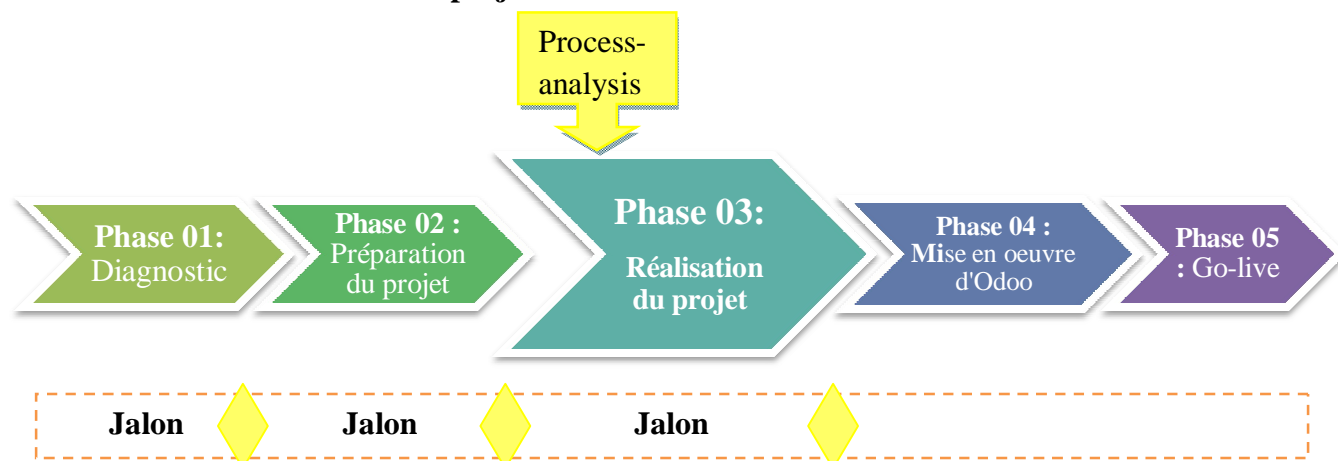 Process-
analysis
Phase 01:
Diagnostic
Phase 02 :
Préparation
du projet
Phase 03:
Réalisation
du projet
Phase 04 :
Mise en oeuvre
d'Odoo
Phase 05
: Go-live
Jalon
Jalon
Jalon